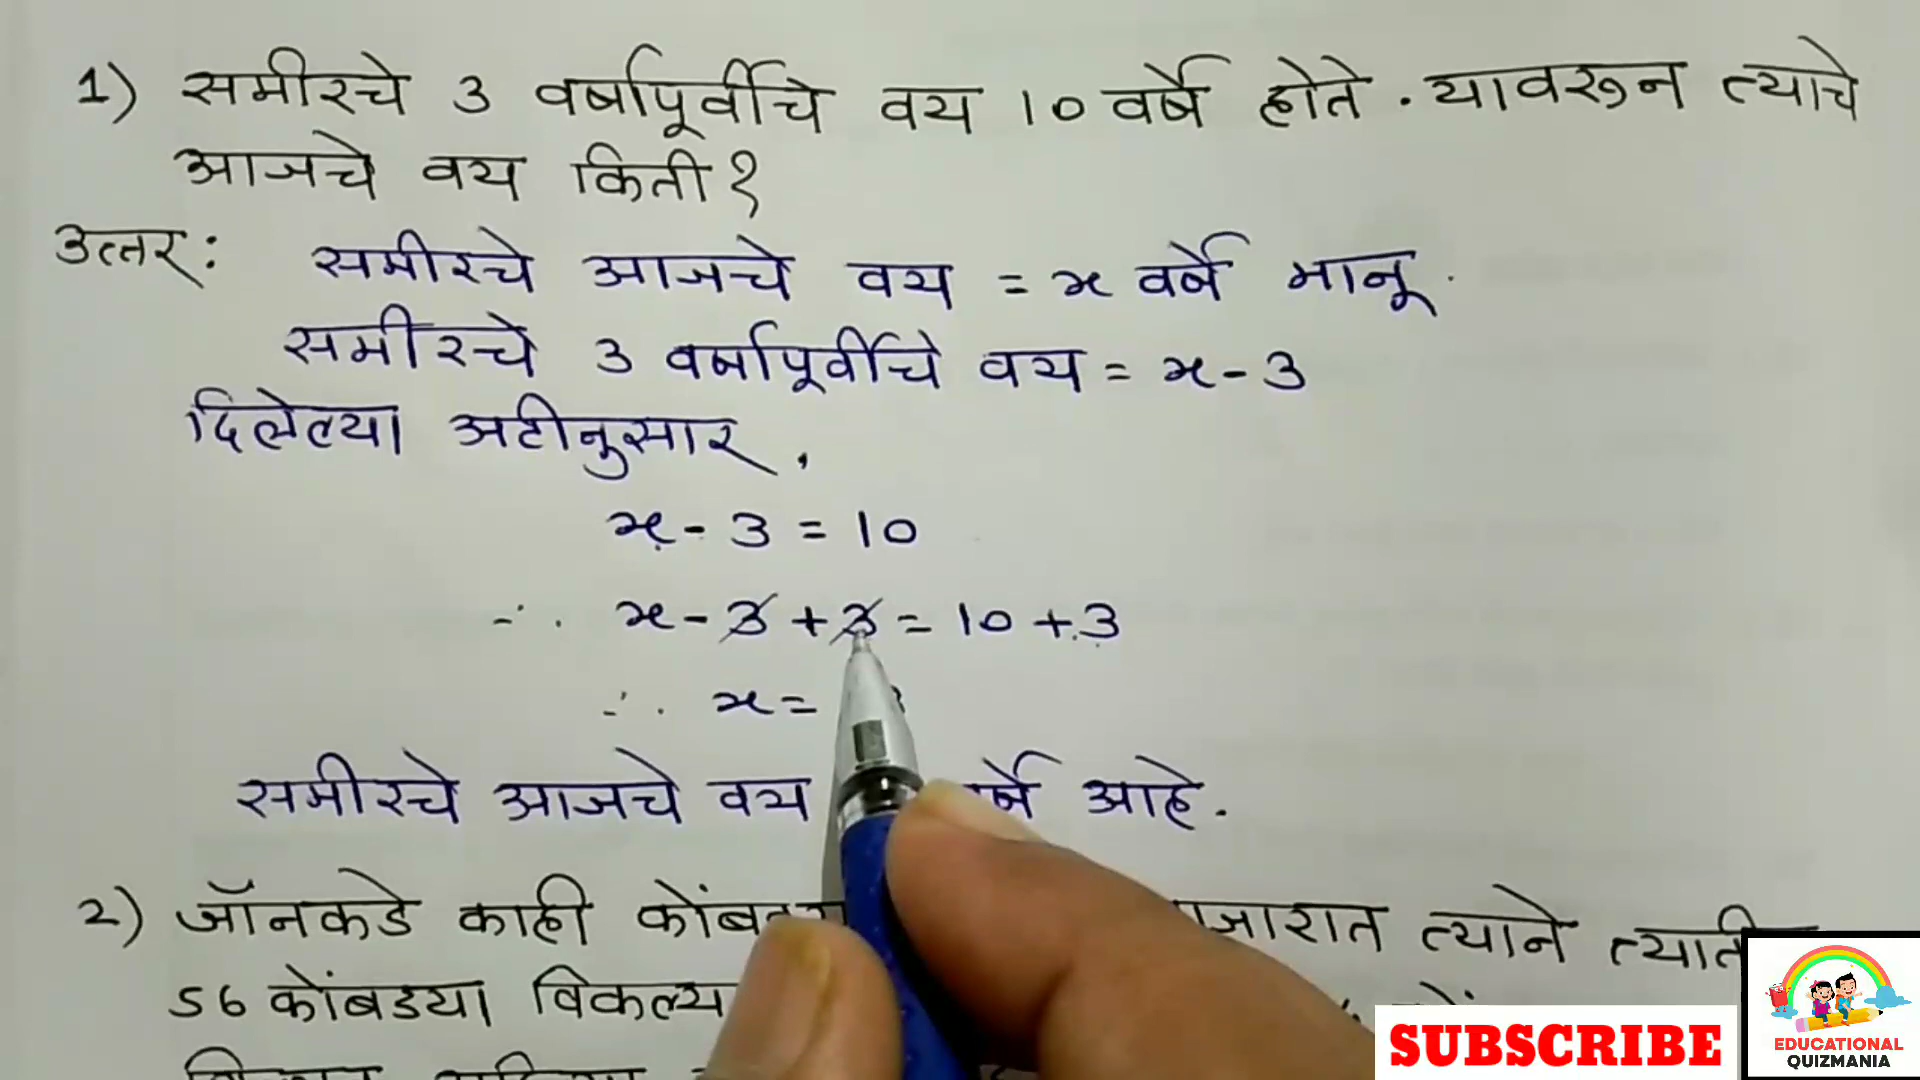 1) समीरचे 3 वर्षापूर्वीचे वय 10 वर्षे होते . यावरून त्याचे
आजचे वय किती ?
उत्तर : समीरचे आजचे वय = x वर्षे मानू .
समीरचे 3 वर्षापूर्वीचे वय = x - 3
दिलेल्या अटीनुसार ,
x - 3 = 10
∴ x - 3 + 3 = 10 + 3
∴ x =
समीरचे आजचे वय आहे .
2) जॉनकडे काही त्याने
56 कोंबडया विकल्या
SUBSCRIBE
EDUCATIONAL
QUIZMANIA